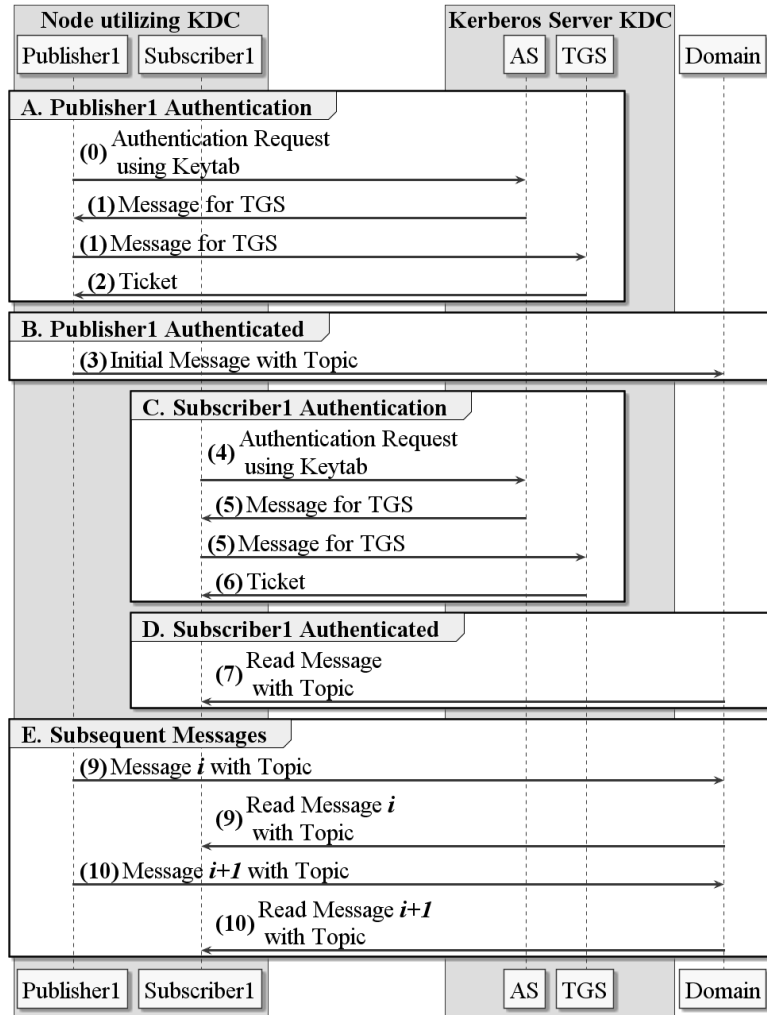 Node utilizing KDC
Kerberos Server KDC
Publisher1
Subscriber1
AS
TGS
Domain
A. Publisher1 Authentication
(0) Authentication Request
using Keytab
(1) Message for TGS
(1) Message for TGS
(2) Ticket
B. Publisher1 Authenticated
(3) Initial Message with Topic
C. Subscriber1 Authentication
(4) Authentication Request
using Keytab
(5) Message for TGS
(5) Message for TGS
(6) Ticket
D. Subscriber1 Authenticated
(7) Read Message
with Topic
E. Subsequent Messages
(9) Message i with Topic
(9) Read Message i
with Topic
(10) Message i+1 with Topic
(10) Read Message i+1
with Topic
Publisher1
Subscriber1
AS
TGS
Domain